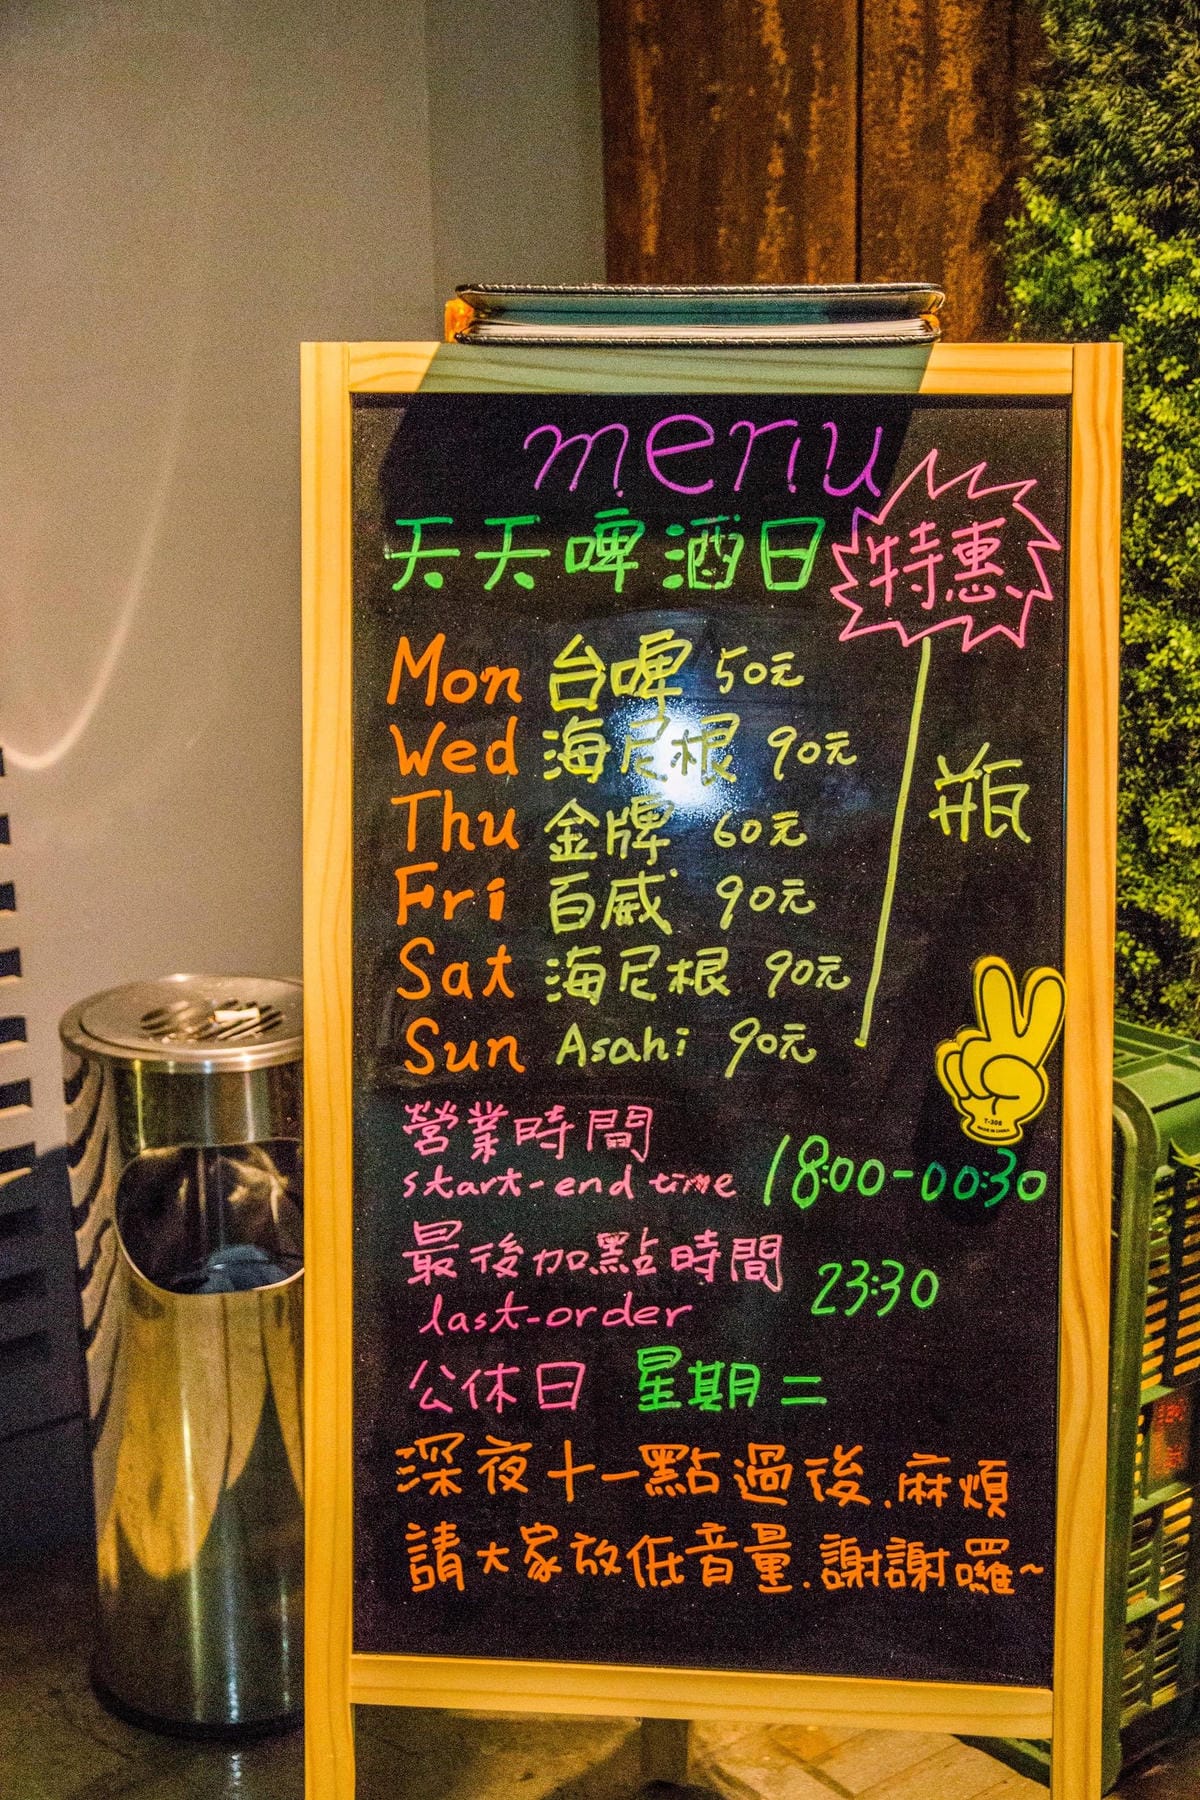 menu
天天啤酒日
特惠
Mon 台啤 50元
Wed 海尼根 90元
Thu 金牌 60元
Fri 百威 90元
Sat 海尼根 90元
Sun Asahi 90元
瓶
營業時間
start-end time 18:00-00:30
最後加點時間
last-order 23:30
公休日 星期二
深夜十一點過後.麻煩
請大家放低音量.謝謝囉~
T-308
MADE IN CHINA